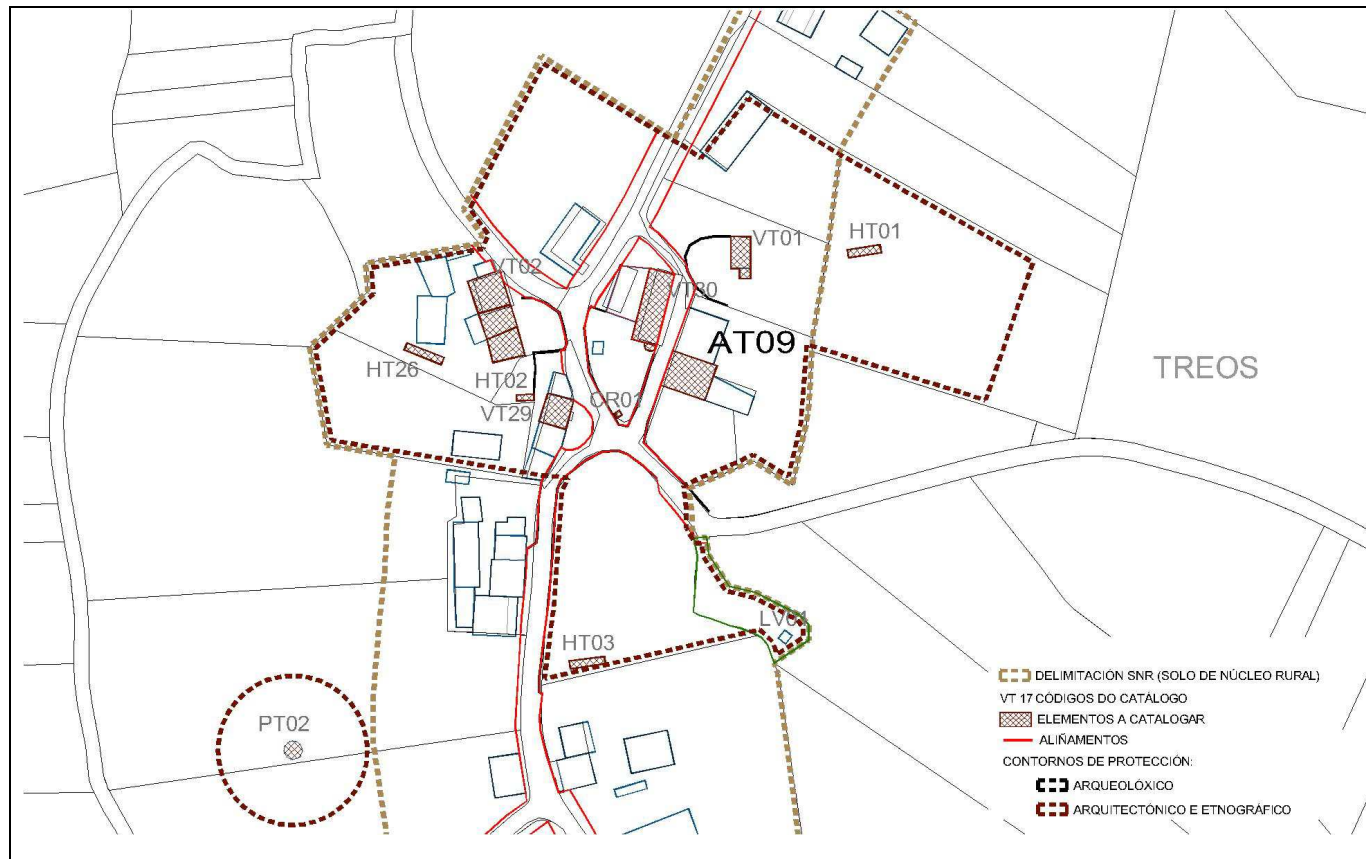 VT01
HT01
VT02
VT30
AT09
TREOS
HT26
HT02
CR01
VT29
LV04
HT03
PT02
DELIMITACIÓN SNR (SOLO DE NÚCLEO RURAL)
VT 17 CÓDIGOS DO CATÁLOGO
ELEMENTOS A CATALOGAR
ALIÑAMENTOS
CONTORNOS DE PROTECCIÓN:
ARQUEOLÓXICO
ARQUITECTÓNICO E ETNOGRÁFICO